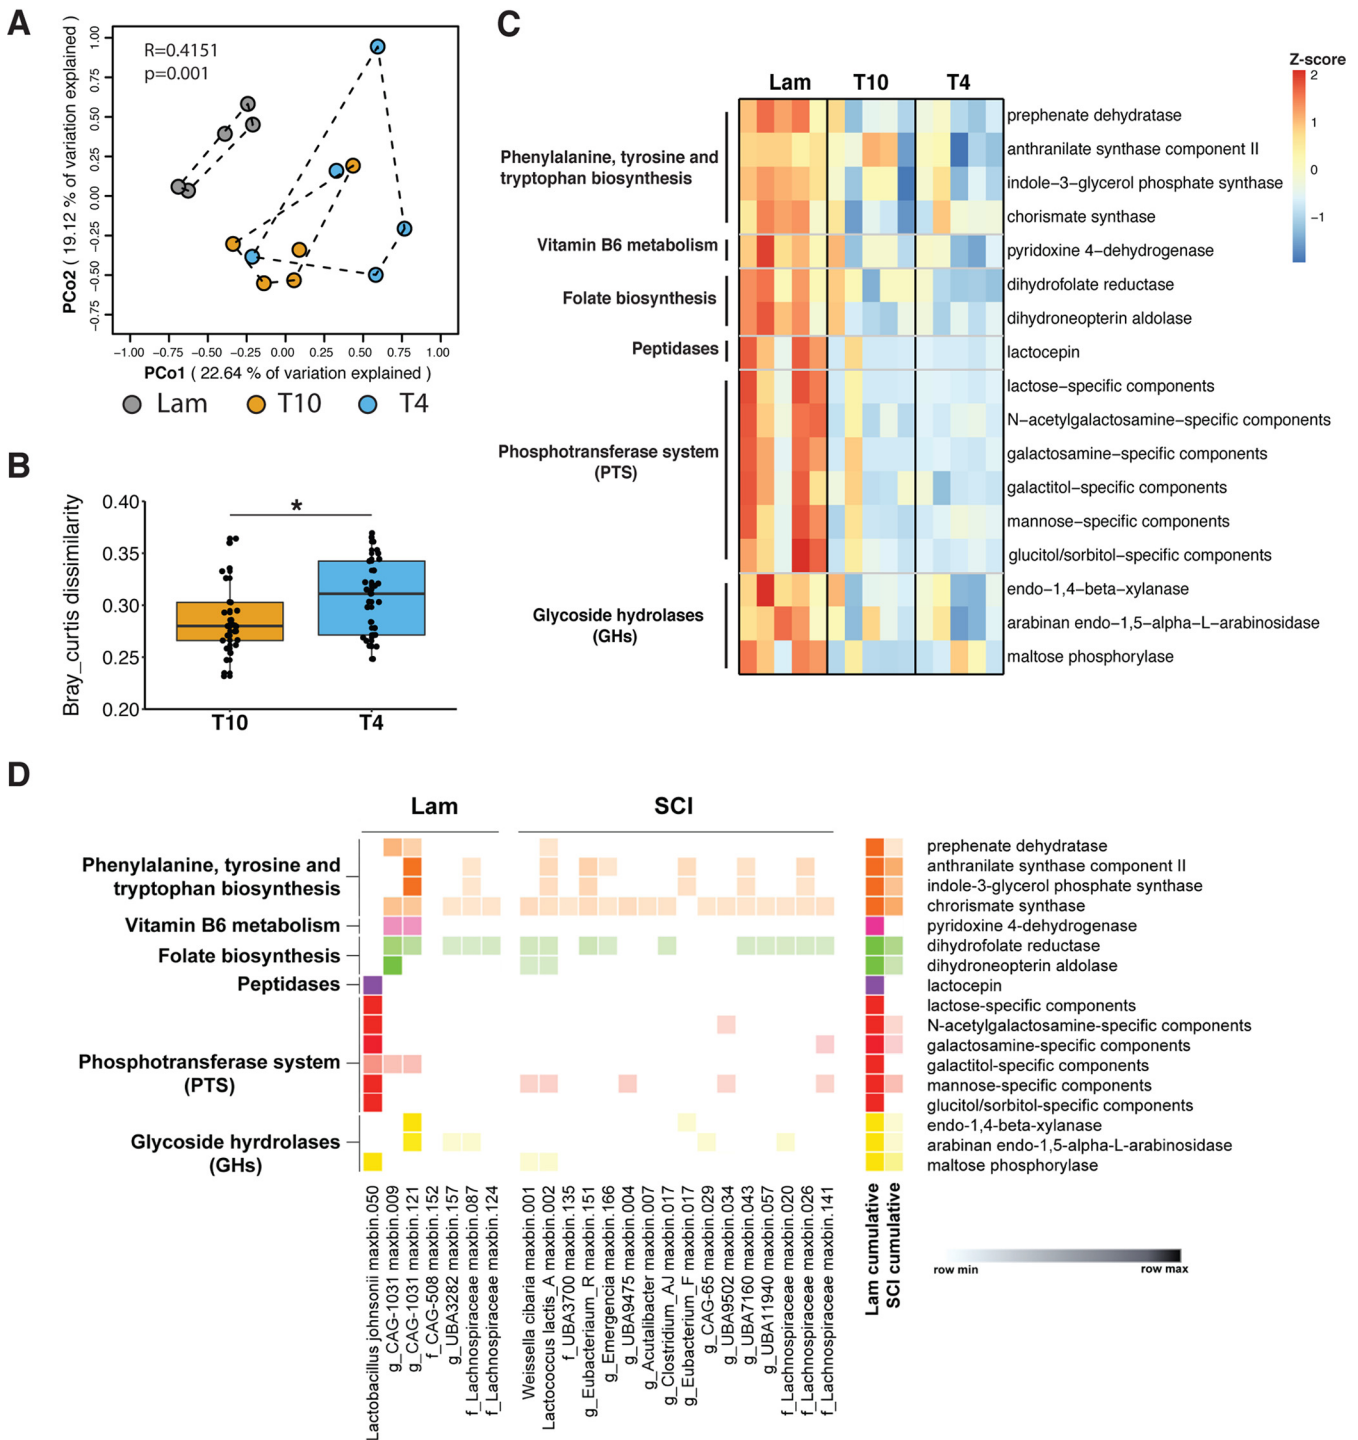 A
PCo2 ( 19.12 % of variation explained )
1.00
0.75
0.50
0.25
0.00
−0.25
−0.50
−0.75
R=0.4151
p=0.001
−1.00 −0.75 −0.50 −0.25 0.00 0.25 0.50 0.75 1.00
PCo1 ( 22.64 % of variation explained )
Lam T10 T4
B
Bray_curtis dissimilarity
0.40
0.35
0.30
0.25
0.20
*
T10 T4
C
Lam T10 T4
Z-score
2
1
0
−1
Phenylalanine, tyrosine and
tryptophan biosynthesis
Vitamin B6 metabolism
Folate biosynthesis
Peptidases
Phosphotransferase system
(PTS)
Glycoside hydrolases
(GHs)
prephenate dehydratase
anthranilate synthase component II
indole−3−glycerol phosphate synthase
chorismate synthase
pyridoxine 4−dehydrogenase
dihydrofolate reductase
dihydroneopterin aldolase
lactocepin
lactose−specific components
N−acetylgalactosamine−specific components
galactosamine−specific components
galactitol−specific components
mannose−specific components
glucitol/sorbitol−specific components
endo−1,4−beta−xylanase
arabinan endo−1,5−alpha−L−arabinosidase
maltose phosphorylase
D
Lam SCI
Phenylalanine, tyrosine and
tryptophan biosynthesis
Vitamin B6 metabolism
Folate biosynthesis
Peptidases
Phosphotransferase system
(PTS)
Glycoside hyrdrolases
(GHs)
prephenate dehydratase
anthranilate synthase component II
indole-3-glycerol phosphate synthase
chrorismate synthase
pyridoxine 4-dehydrogenase
dihydrofolate reductase
dihydroneopterin aldolase
lactocepin
lactose-specific components
N-acetylgalactosamine-specific components
galactosamine-specific components
galactitol-specific components
mannose-specific components
glucitol/sorbitol-specific components
endo-1,4-beta-xylanase
arabinan endo-1,5-alpha-L-arabinosidase
maltose phosphorylase
Lactobacillus johnsonii maxbin.050
g_CAG-1031 maxbin.009
g_CAG-1031 maxbin.121
f_CAG-508 maxbin.152
g_UBA3282 maxbin.157
f_Lachnospiraceae maxbin.087
f_Lachnospiraceae maxbin.124
Weissella cibaria maxbin.001
Lactococcus lactis_A maxbin.002
f_UBA3700 maxbin.135
g_Eubacteriaum_R maxbin.151
g_Emergencia maxbin.166
g_UBA9475 maxbin.004
g_Acutalibacter maxbin.007
g_Clostridium_AJ maxbin.017
g_Eubacterium_F maxbin.017
g_CAG-65 maxbin.029
g_UBA9502 maxbin.034
g_UBA7160 maxbin.043
g_UBA11940 maxbin.057
f_Lachnospiraceae maxbin.020
f_Lachnospiraceae maxbin.026
f_Lachnospiraceae maxbin.141
Lam cumulative
SCI cumulative
row min row max